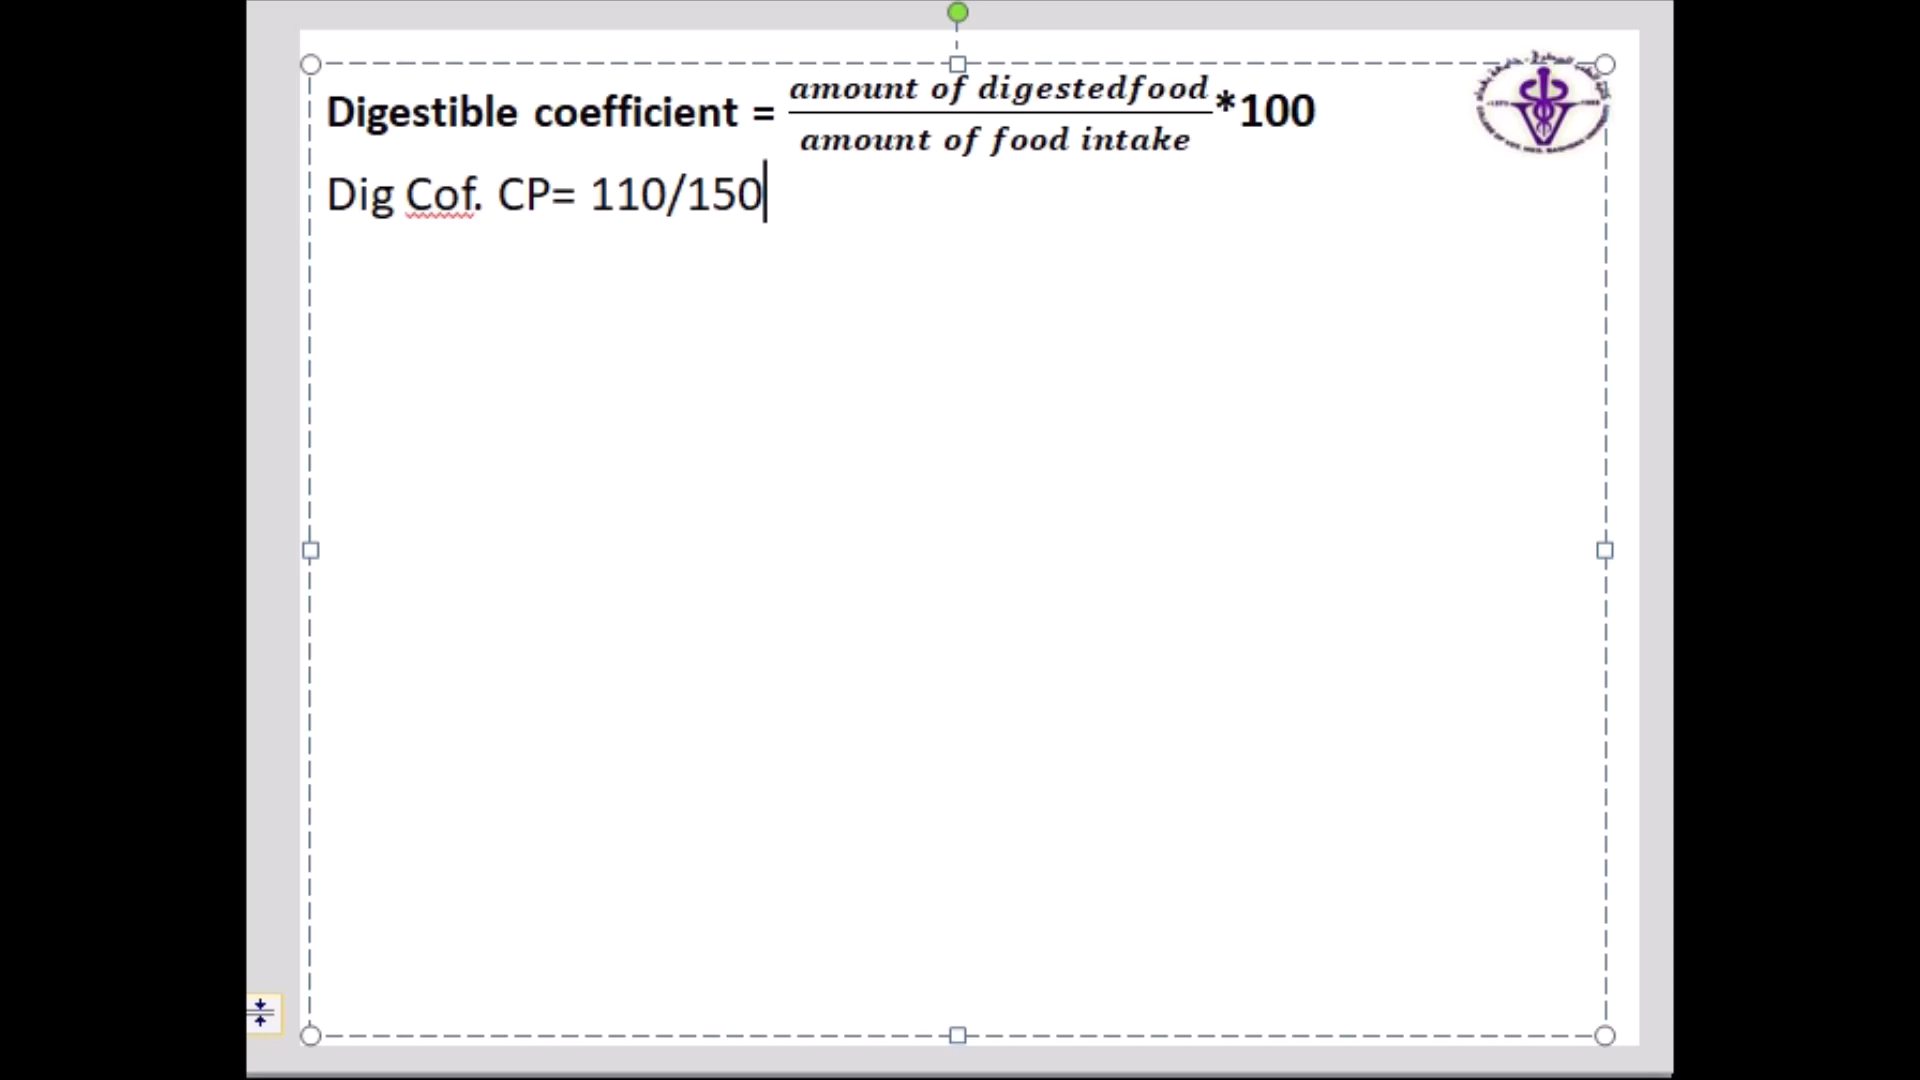 Digestible coefficient = amount of digestedfood / amount of food intake *100
Dig Cof. CP= 110/150